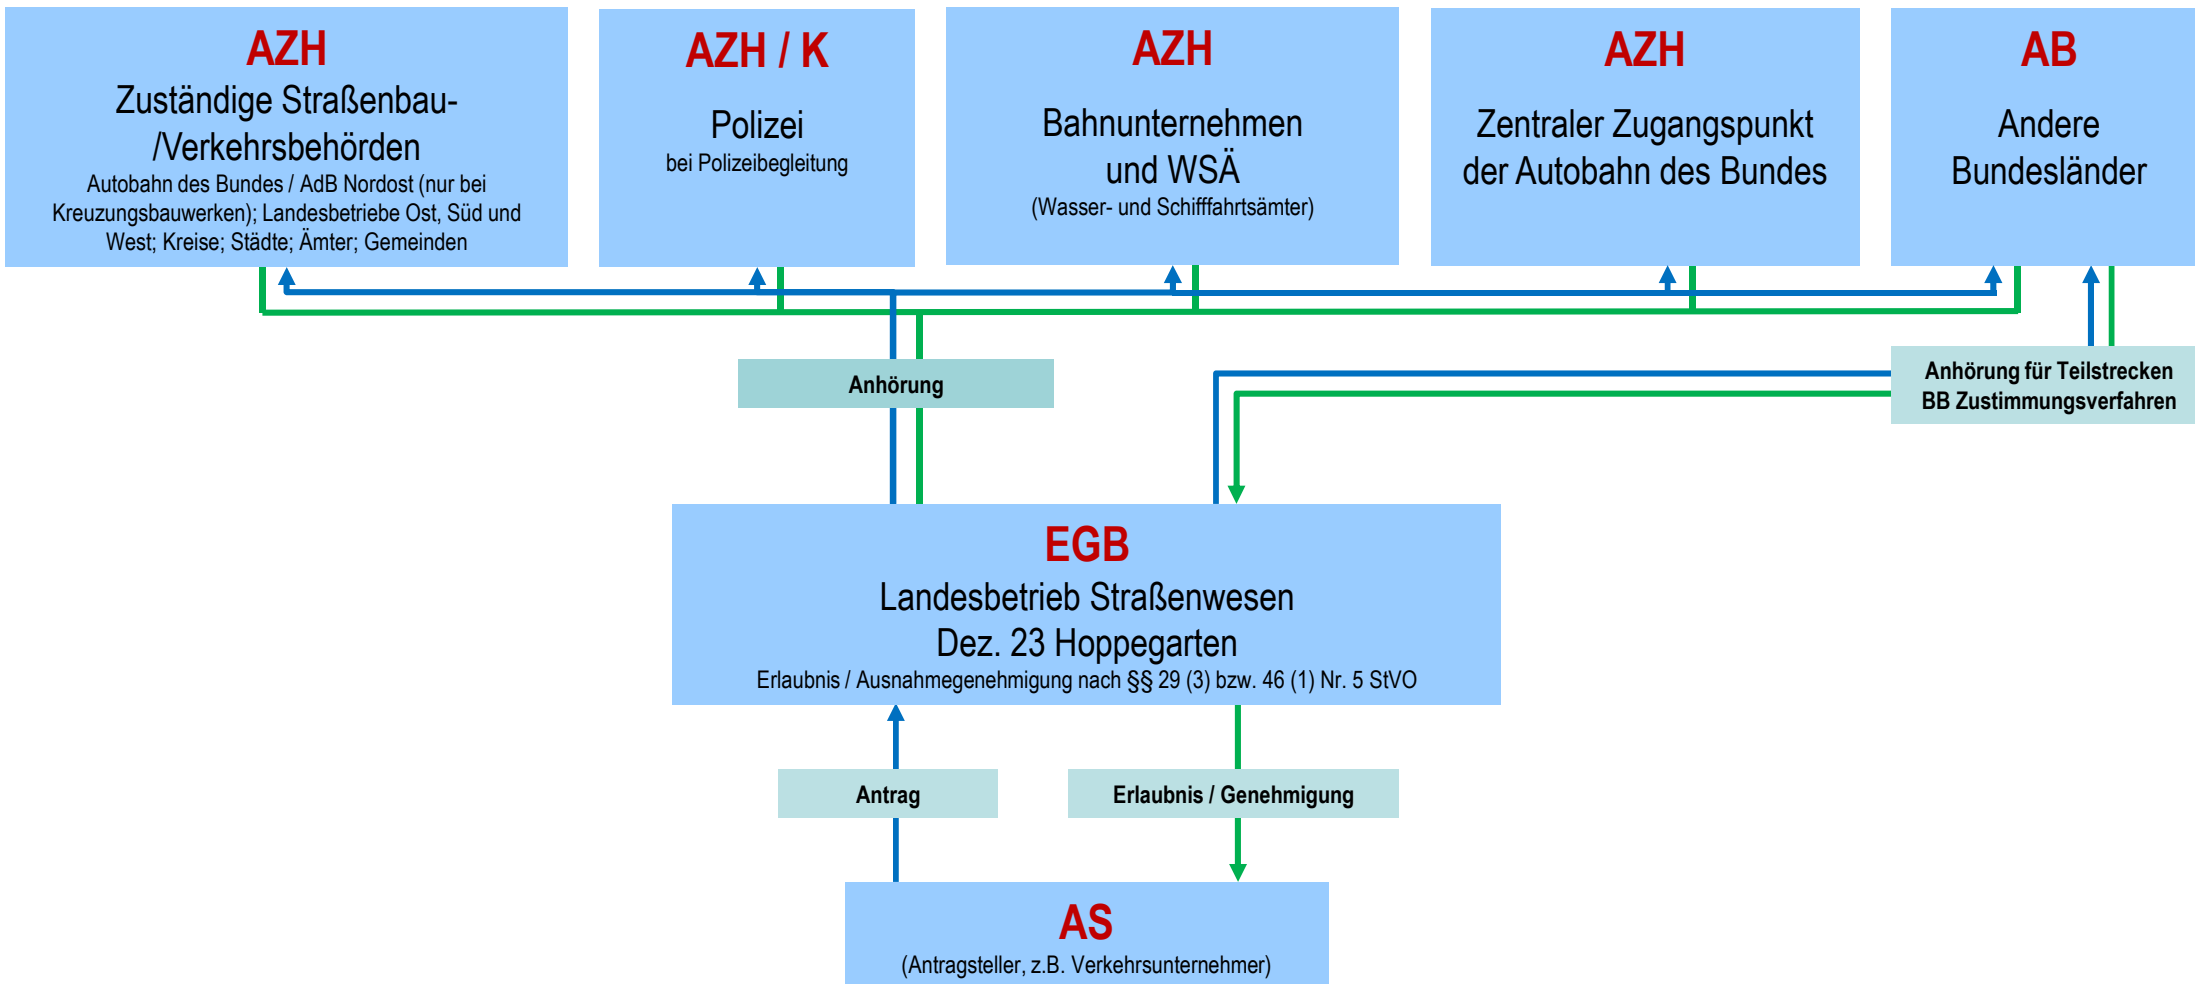 AZH
Zuständige Straßenbau-
/Verkehrsbehörden
Autobahn des Bundes / AdB Nordost (nur bei
Kreuzungsbauwerken); Landesbetriebe Ost, Süd und
West; Kreise; Städte; Ämter; Gemeinden
AZH / K
Polizei
bei Polizeibegleitung
AZH
Bahnunternehmen
und WSÄ
(Wasser- und Schifffahrtsämter)
AZH
Zentraler Zugangspunkt
der Autobahn des Bundes
AB
Andere
Bundesländer
Anhörung
Anhörung für Teilstrecken
BB Zustimmungsverfahren
EGB
Landesbetrieb Straßenwesen
Dez. 23 Hoppegarten
Erlaubnis / Ausnahmegenehmigung nach §§ 29 (3) bzw. 46 (1) Nr. 5 StVO
Antrag
Erlaubnis / Genehmigung
AS
(Antragsteller, z.B. Verkehrsunternehmer)